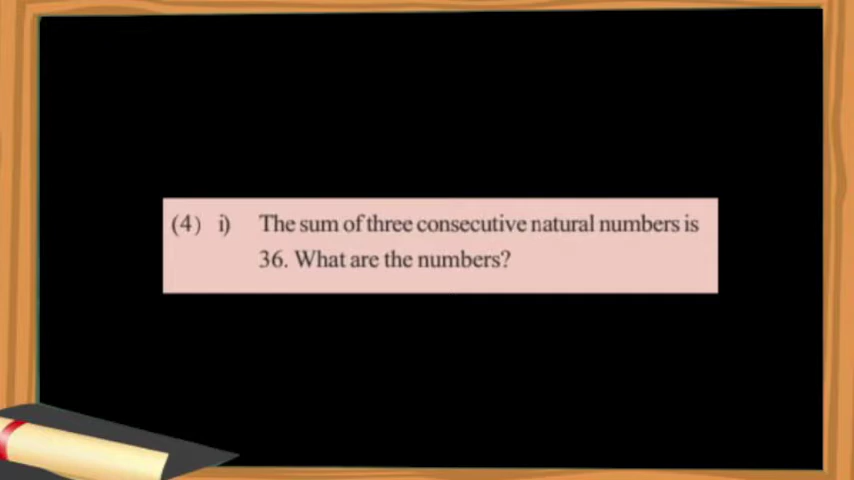 (4) i) The sum of three consecutive natural numbers is
36. What are the numbers?